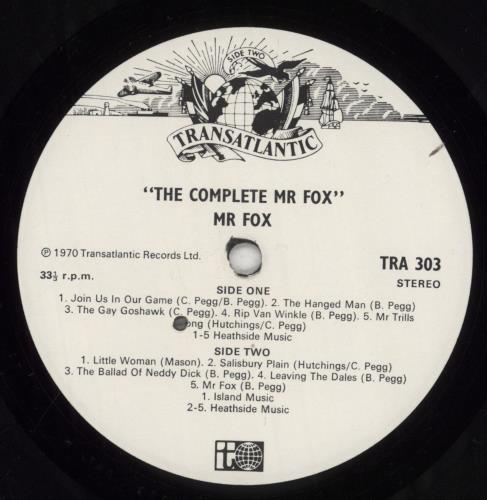 SIDE TWO
TRANSATLANTIC
"THE COMPLETE MR FOX"
MR FOX
℗ 1970 Transatlantic Records Ltd.
TRA 303
33⅓ r.p.m.
STEREO
SIDE ONE
1. Join Us In Our Game (C. Pegg/B. Pegg). 2. The Hanged Man (B. Pegg)
3. The Gay Goshawk (C. Pegg). 4. Rip Van Winkle (B. Pegg). 5. Mr Trills
ong (Hutchings/C. Pegg)
1-5 Heathside Music
SIDE TWO
1. Little Woman (Mason). 2. Salisbury Plain (Hutchings/C. Pegg)
3. The Ballad Of Neddy Dick (B. Pegg). 4. Leaving The Dales (B. Pegg)
5. Mr Fox (B. Pegg)
1. Island Music
2-5. Heathside Music
t